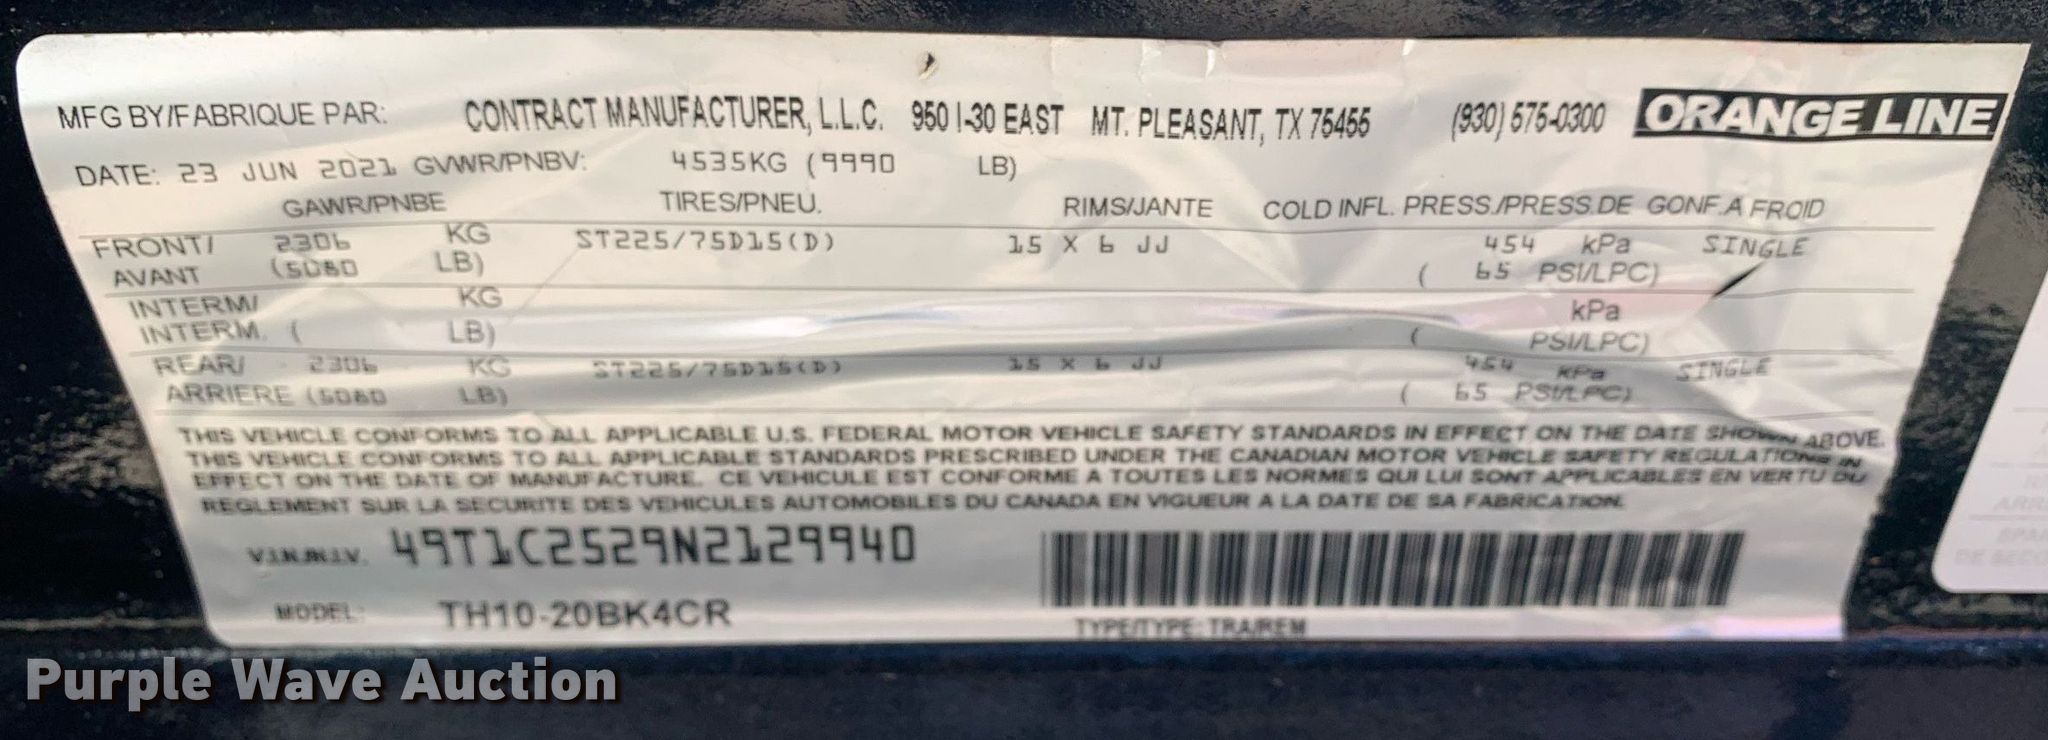 MFG BY/FABRIQUE PAR: CONTRACT MANUFACTURER, L.L.C. 950 I-30 EAST MT. PLEASANT, TX 75455 (930) 575-0300 ORANGE LINE
DATE: 23 JUN 2021 GVWR/PNBV: 4535KG (9990 LB)
GAWR/PNBE TIRES/PNEU. RIMS/JANTE COLD INFL. PRESS./PRESS.DE GONF.A FROID
FRONT/ 2306 KG ST225/75D15(D) 15 X 6 JJ 454 kPa SINGLE
AVANT (5080 LB) ( 65 PSI/LPC)
INTERM/ KG kPa
INTERM. ( LB) ( PSI/LPC)
REAR/ 2306 KG ST225/75D15(D) 15 X 6 JJ 454 kPa SINGLE
ARRIERE (5080 LB) ( 65 PSI/LPC)
THIS VEHICLE CONFORMS TO ALL APPLICABLE U.S. FEDERAL MOTOR VEHICLE SAFETY STANDARDS IN EFFECT ON THE DATE SHOWN ABOVE.
THIS VEHICLE CONFORMS TO ALL APPLICABLE STANDARDS PRESCRIBED UNDER THE CANADIAN MOTOR VEHICLE SAFETY REGULATIONS IN
EFFECT ON THE DATE OF MANUFACTURE. CE VEHICULE EST CONFORME A TOUTES LES NORMES QUI LUI SONT APPLICABLES EN VERTU DU
REGLEMENT SUR LA SECURITE DES VEHICULES AUTOMOBILES DU CANADA EN VIGUEUR A LA DATE DE SA FABRICATION.
V.I.N./N.I.V. 49T1C2529N2129940
MODEL: TH10-20BK4CR
TYPE/TYPE: TRA/REM
Purple Wave Auction